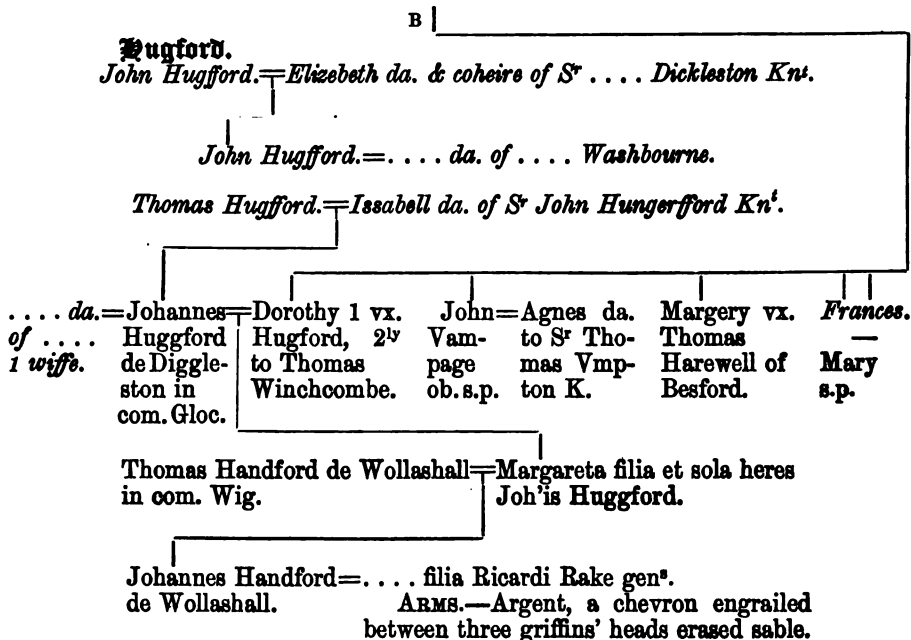 B
Hugford.
John Hugfford.=Elizebeth da. & coheire of Sr . . . . Dickleston Knt.
John Hugfford.=. . . . da. of . . . . Washbourne.
Thomas Hugfford.=Issabell da. of Sr John Hungerfford Knt.
. . . . da.=Johannes=Dorothy 1 vx. John=Agnes da. Margery vx. Frances.
of . . . . Huggford Hugford, 2ly Vam- to Sr Tho- Thomas —
1 wiffe. de Diggle- to Thomas page mas Vmp- Harewell of Mary
ston in Winchcombe. ob. s.p. ton K. Besford. s.p.
com. Gloc.
Thomas Handford de Wollashall=Margareta filia et sola heres
in com. Wig. Joh'is Huggford.
Johannes Handford=. . . . filia Ricardi Rake gens.
de Wollashall. ARMS.—Argent, a chevron engrailed
between three griffins' heads erased sable.